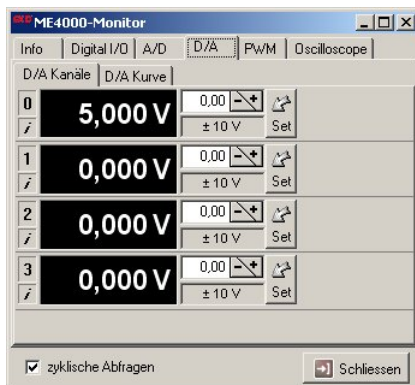 ME4000-Monitor
Info Digital I/O A/D D/A PWM Oscilloscope
D/A Kanäle D/A Kurve
0 5,000 V 0,00 - +
i ± 10 V Set
1 0,000 V 0,00 - +
i ± 10 V Set
2 0,000 V 0,00 - +
i ± 10 V Set
3 0,000 V 0,00 - +
i ± 10 V Set
zyklische Abfragen Schliessen